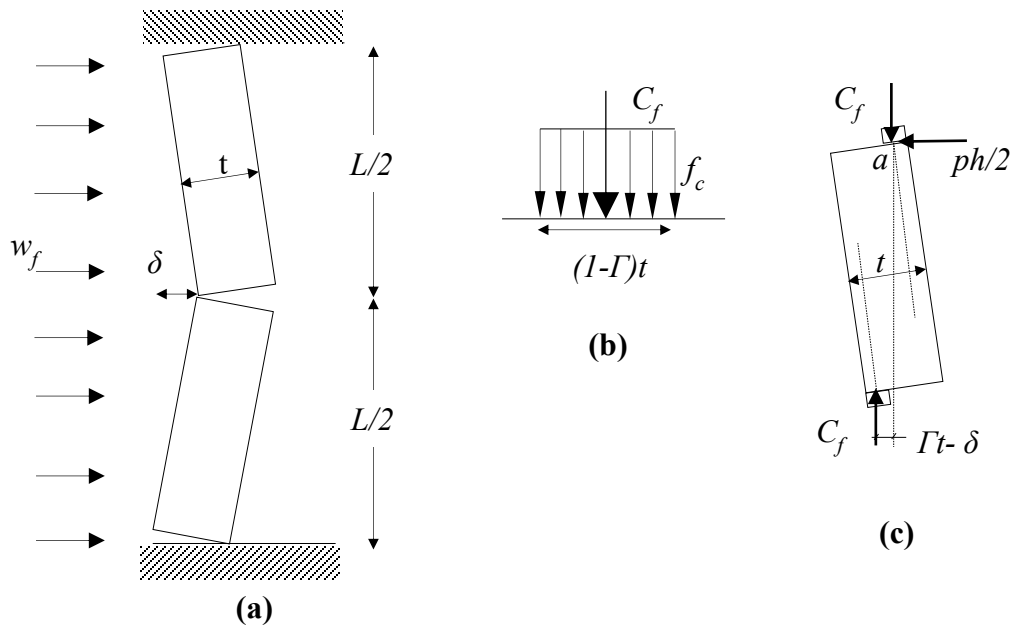 t
L/2
w_f
δ
L/2
(a)
C_f
f_c
(1-Γ)t
(b)
C_f
a
ph/2
t
C_f
Γt- δ
(c)